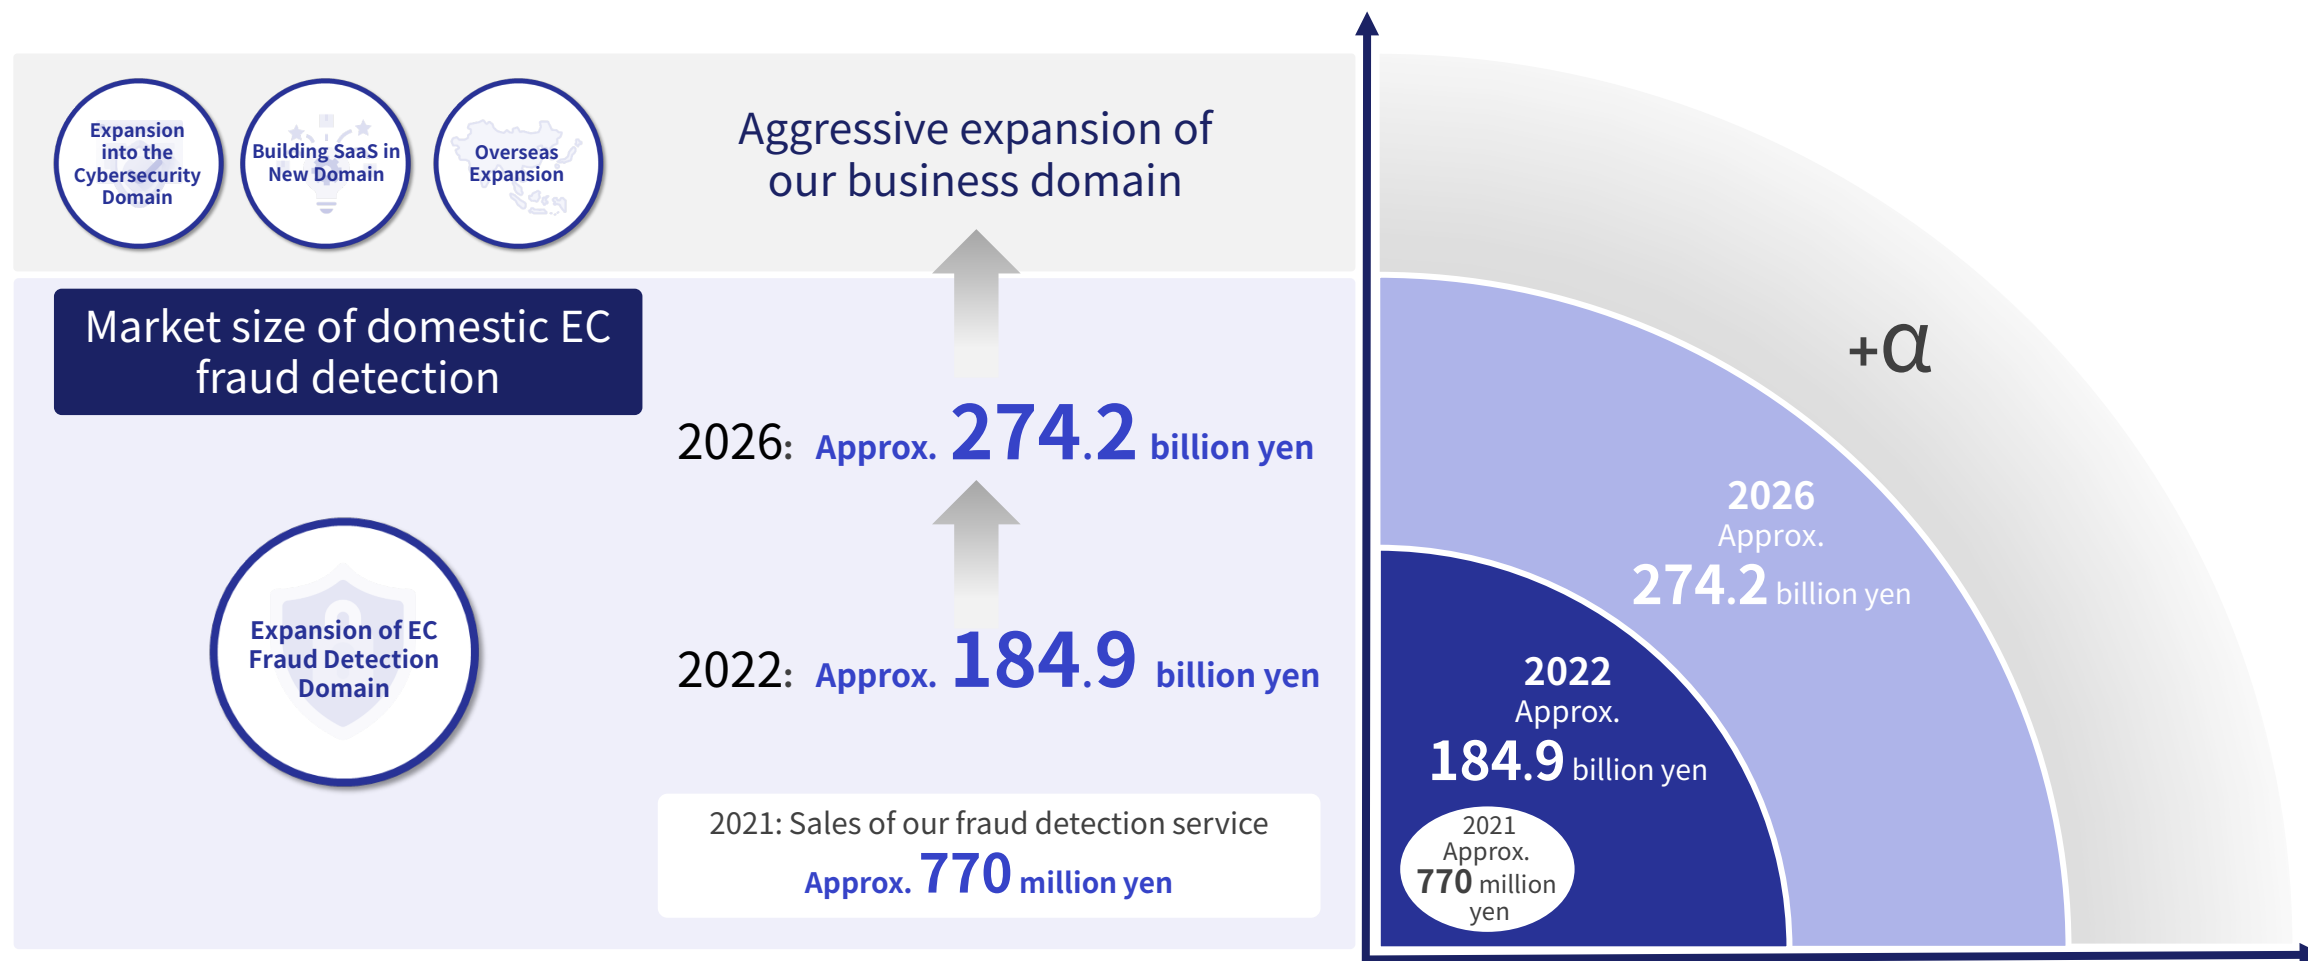 Expansion
into the
Cybersecurity
Domain
Building SaaS in
New Domain
Overseas
Expansion
Aggressive expansion of
our business domain
Market size of domestic EC
fraud detection
2026: Approx. 274.2 billion yen
Expansion of EC
Fraud Detection
Domain
2022: Approx. 184.9 billion yen
2021: Sales of our fraud detection service
Approx. 770 million yen
+α
2026
Approx.
274.2 billion yen
2022
Approx.
184.9 billion yen
2021
Approx.
770 million
yen